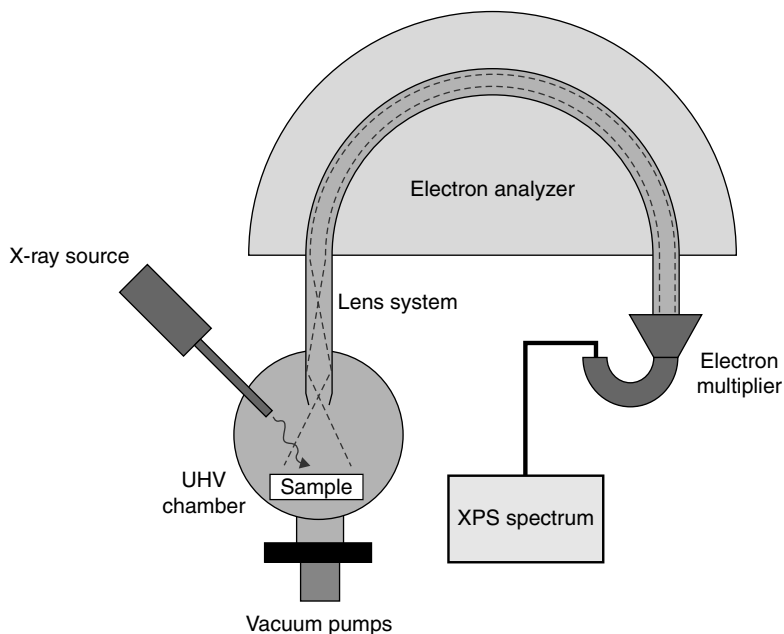 Electron analyzer
X-ray source
Lens system
Electron
multiplier
UHV
chamber
Sample
XPS spectrum
Vacuum pumps